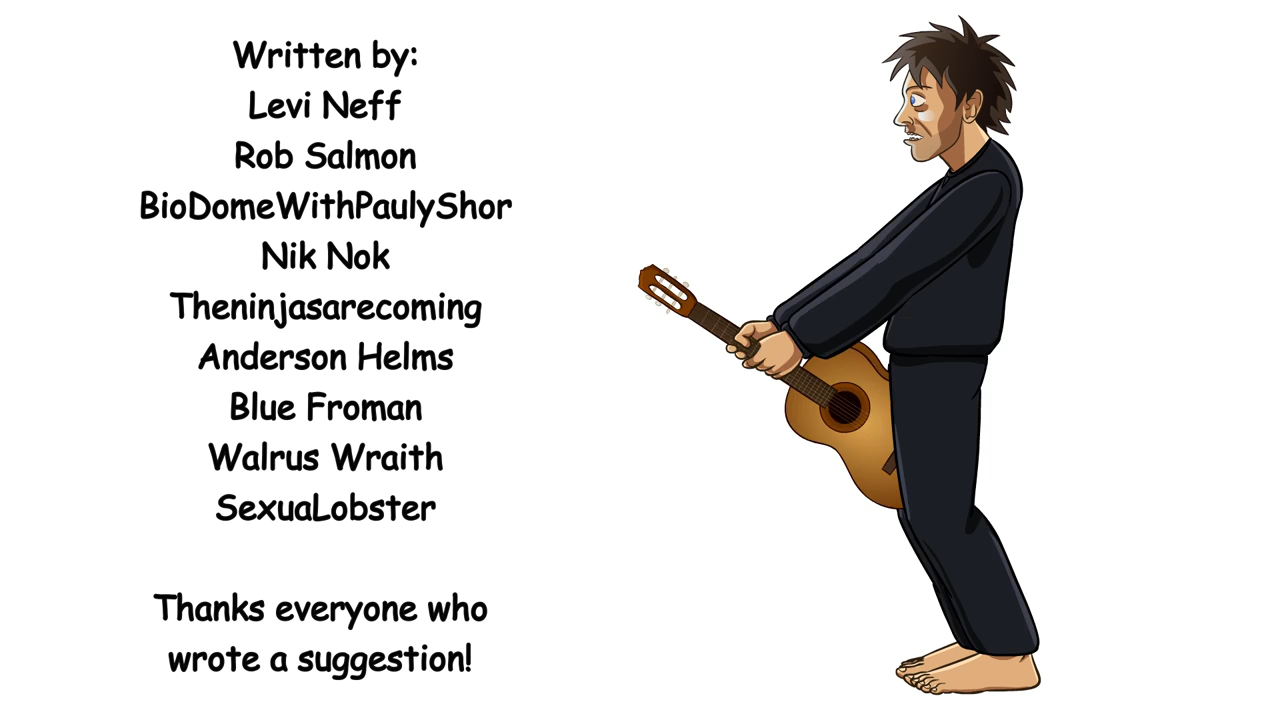 Written by:
Levi Neff
Rob Salmon
BioDomeWithPaulyShor
Nik Nok
Theninjasarecoming
Anderson Helms
Blue Froman
Walrus Wraith
SexuaLobster
Thanks everyone who
wrote a suggestion!